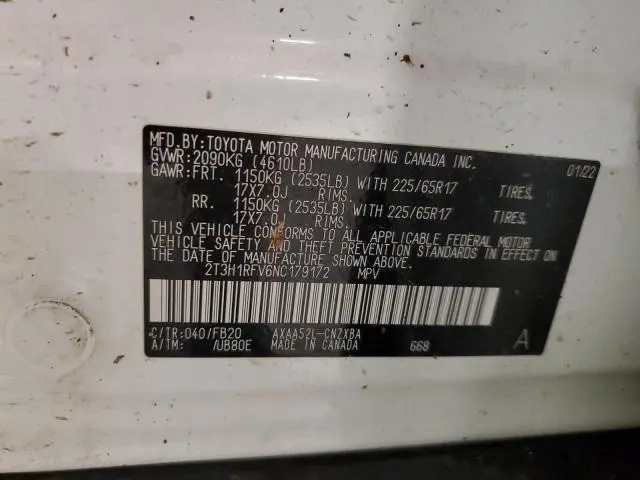 MFD.BY:TOYOTA MOTOR MANUFACTURING CANADA INC.
GVWR:2090KG (4610LB) 01/22
GAWR:FRT. 1150KG (2535LB) WITH 225/65R17 TIRES.
17X7.0J RIMS.
RR. 1150KG (2535LB) WITH 225/65R17 TIRES.
17X7.0J RIMS.
THIS VEHICLE CONFORMS TO ALL APPLICABLE FEDERAL MOTOR
VEHICLE SAFETY AND THEFT PREVENTION STANDARDS IN EFFECT ON
THE DATE OF MANUFACTURE SHOWN ABOVE.
2T3H1RFV6NC179172 MPV
C/TR:040/FB20 AXAA52L-CNZXBA
A/TM: /UB80E MADE IN CANADA 668 A